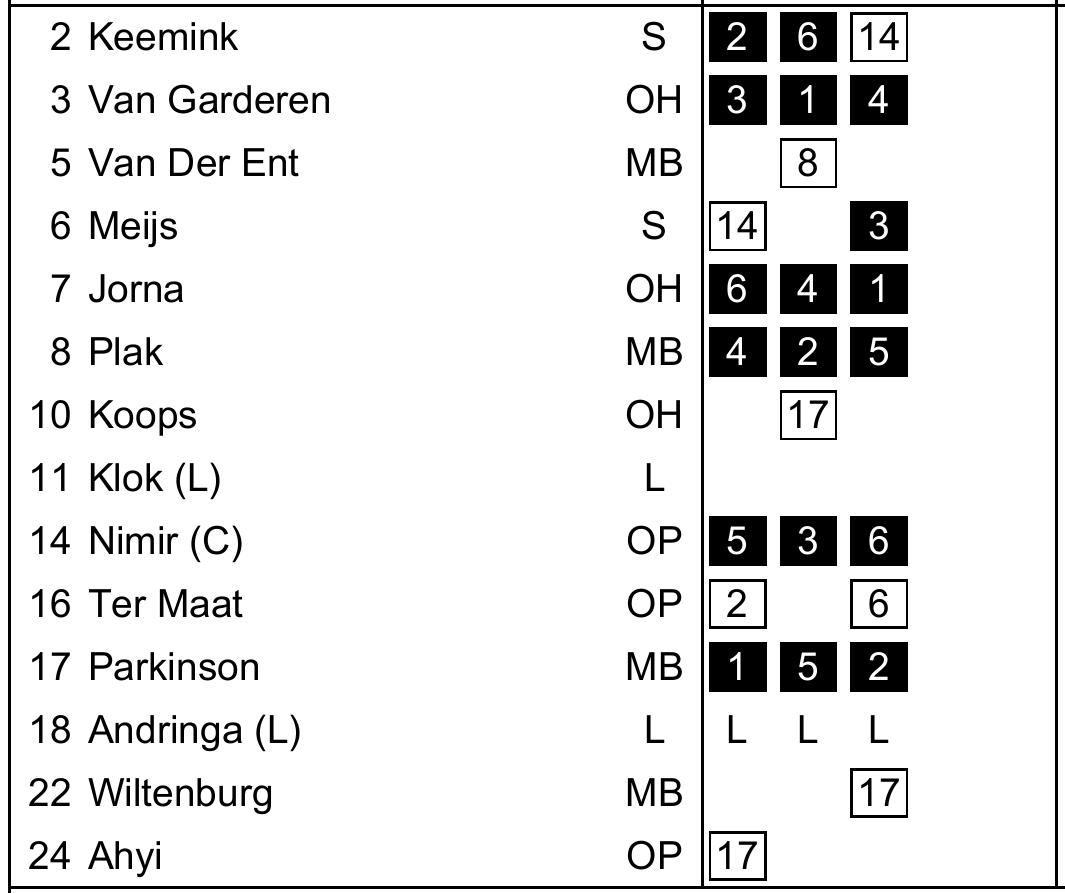 2 Keemink S 2 6 14
3 Van Garderen OH 3 1 4
5 Van Der Ent MB 8
6 Meijs S 14 3
7 Jorna OH 6 4 1
8 Plak MB 4 2 5
10 Koops OH 17
11 Klok (L) L
14 Nimir (C) OP 5 3 6
16 Ter Maat OP 2 6
17 Parkinson MB 1 5 2
18 Andringa (L) L L L L
22 Wiltenburg MB 17
24 Ahyi OP 17